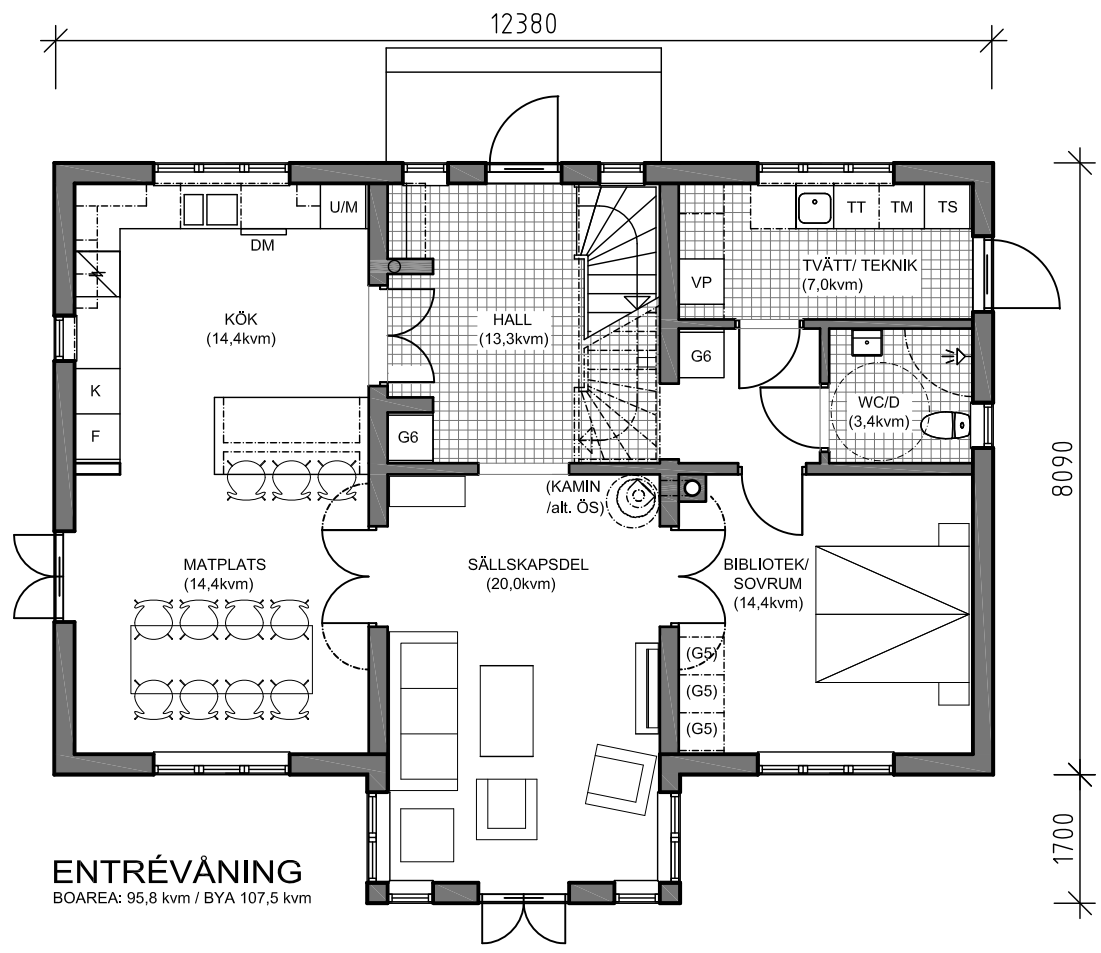 12380
U/M
TT
TM
TS
DM
VP
TVÄTT/ TEKNIK
(7,0kvm)
KÖK
(14,4kvm)
HALL
(13,3kvm)
G6
K
WC/D
(3,4kvm)
F
G6
8090
(KAMIN
/alt. ÖS)
MATPLATS
(14,4kvm)
SÄLLSKAPSDEL
(20,0kvm)
BIBLIOTEK/
SOVRUM
(14,4kvm)
(G5)
(G5)
(G5)
1700
ENTRÉVÅNING
BOAREA: 95,8 kvm / BYA 107,5 kvm